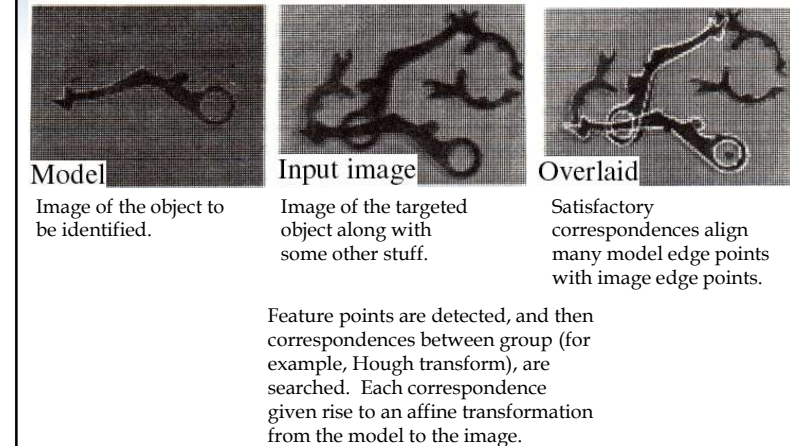 Model
Input image
Overlaid
Image of the object to
be identified.
Image of the targeted
object along with
some other stuff.
Satisfactory
correspondences align
many model edge points
with image edge points.
Feature points are detected, and then
correspondences between group (for
example, Hough transform), are
searched. Each correspondence
given rise to an affine transformation
from the model to the image.